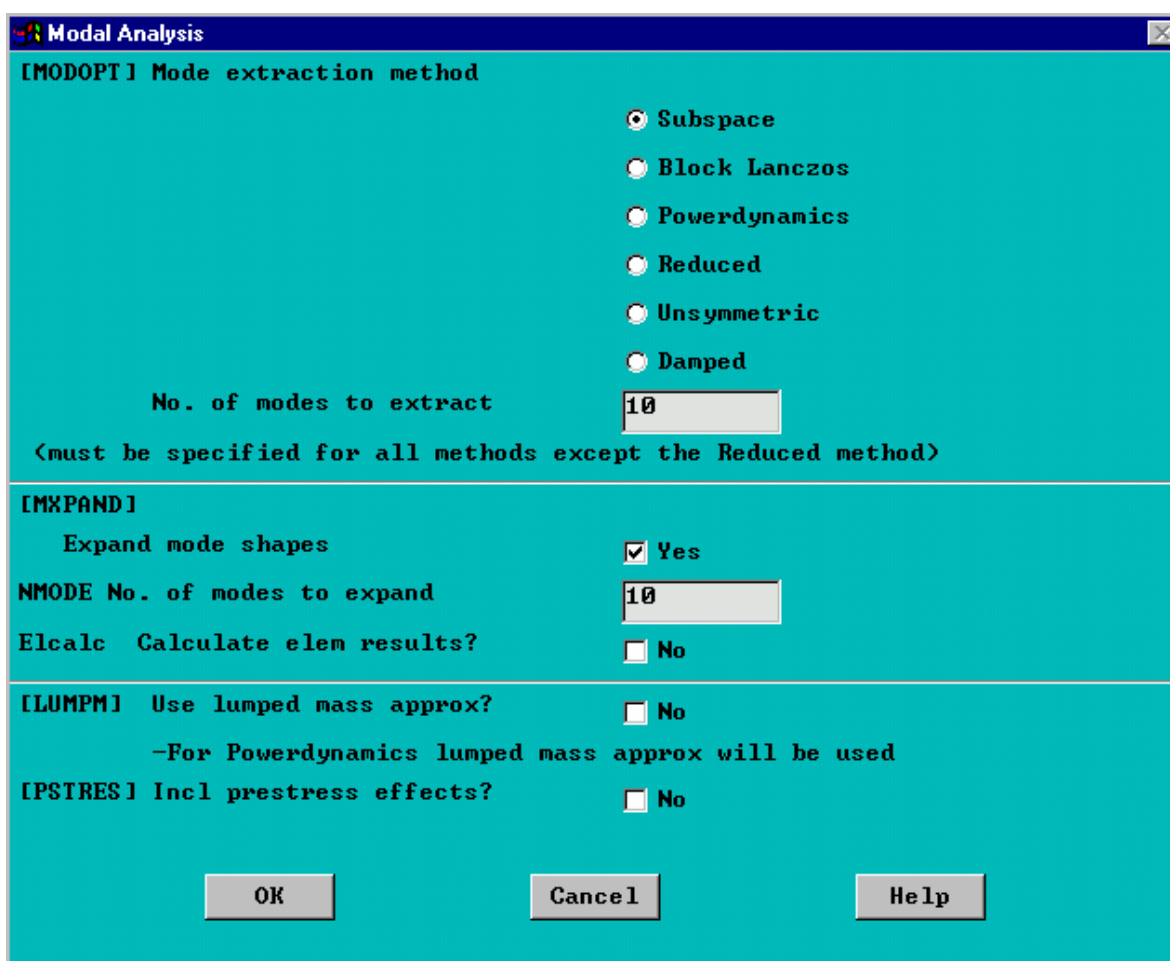 Modal Analysis
[MODOPT] Mode extraction method
Subspace
Block Lanczos
Powerdynamics
Reduced
Unsymmetric
Damped
No. of modes to extract 10
(must be specified for all methods except the Reduced method)
[MXPAND]
Expand mode shapes Yes
NMODE No. of modes to expand 10
Elcalc Calculate elem results? No
[LUMPM] Use lumped mass approx? No
-For Powerdynamics lumped mass approx will be used
[PSTRES] Incl prestress effects? No
OK Cancel Help